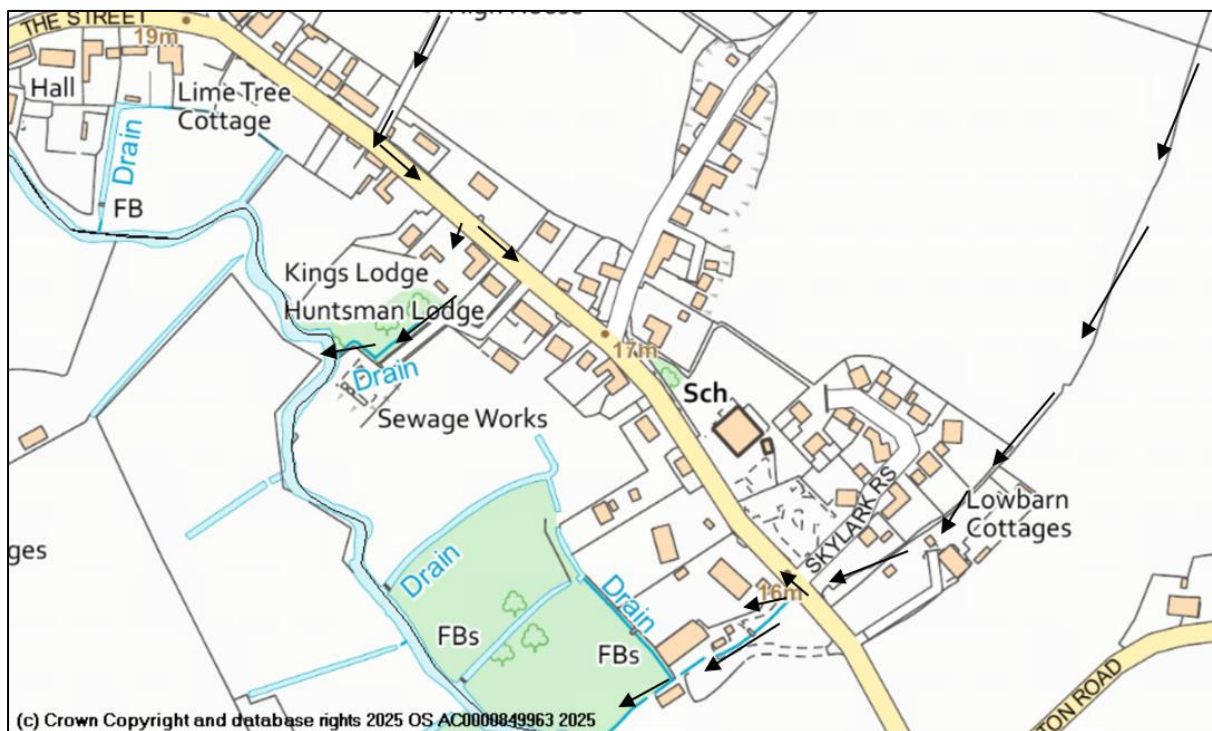 THE STREET
19m
High House
Hall
Lime Tree
Cottage
Drain
FB
Kings Lodge
Huntsman Lodge
Drain
17m
Sch
Sewage Works
SKYLARK RS
Lowbarn
Cottages
ges
Drain
Drain
16m
FBs
FBs
TON ROAD
(c) Crown Copyright and database rights 2025 OS AC0000849963 2025